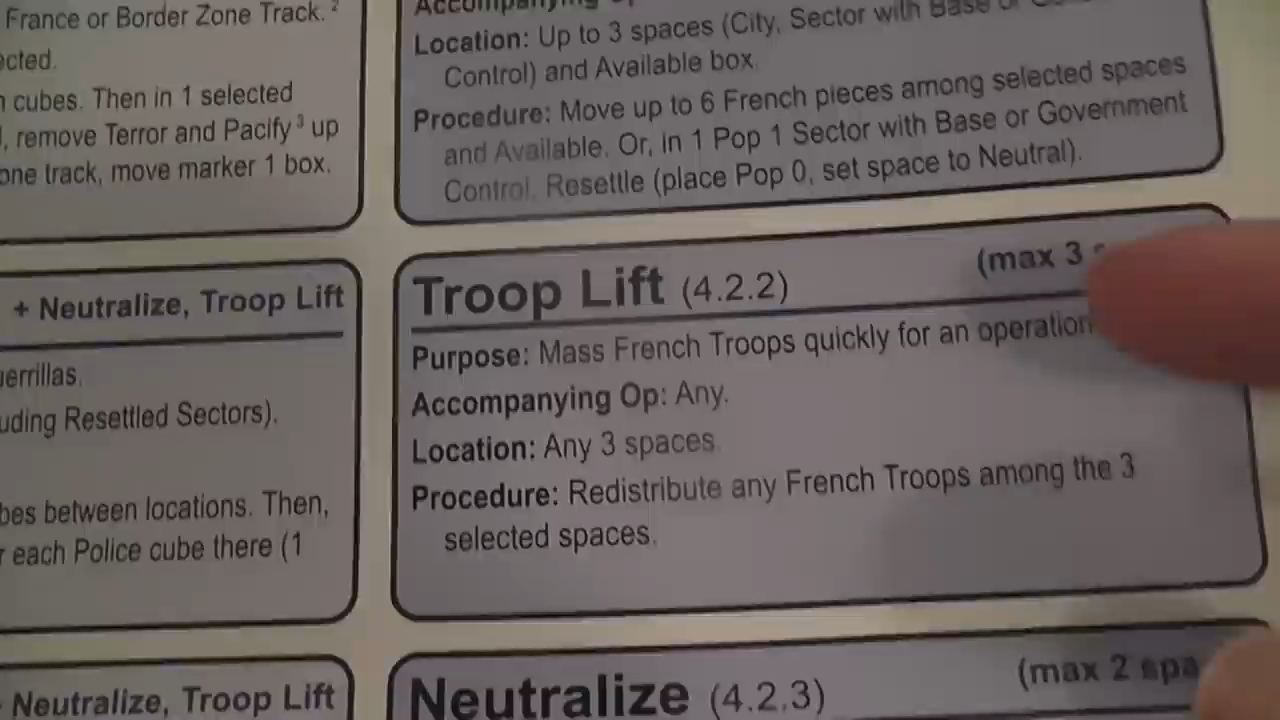 France or Border Zone Track. 2
cted.
cubes. Then in 1 selected
, remove Terror and Pacify 3 up
one track, move marker 1 box.
+ Neutralize, Troop Lift
uerrillas.
uding Resettled Sectors).
bes between locations. Then,
r each Police cube there (1
Neutralize, Troop Lift
Accompanying
Location: Up to 3 spaces (City, Sector with Base or
Control) and Available box.
Procedure: Move up to 6 French pieces among selected spaces
and Available. Or, in 1 Pop 1 Sector with Base or Government
Control, Resettle (place Pop 0, set space to Neutral).
Troop Lift (4.2.2) (max 3
Purpose: Mass French Troops quickly for an operation
Accompanying Op: Any.
Location: Any 3 spaces.
Procedure: Redistribute any French Troops among the 3
selected spaces.
Neutralize (4.2.3) (max 2 spa